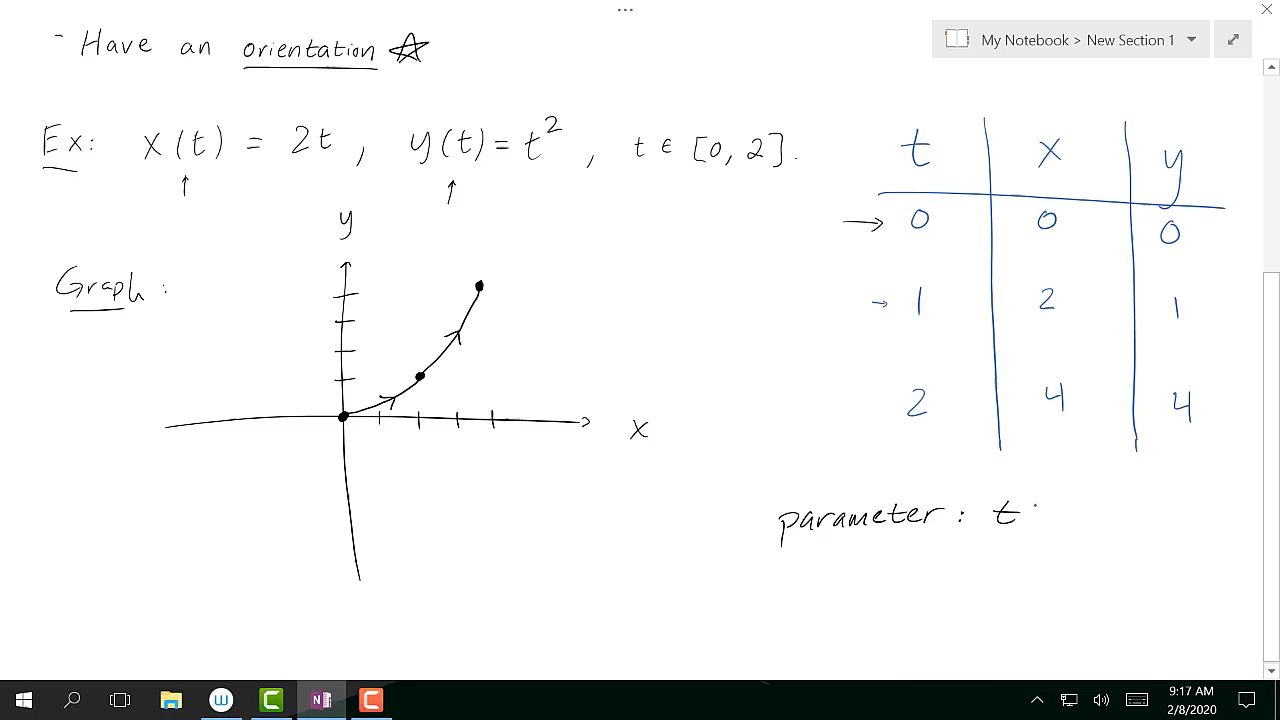 - Have an orientation ☆
My Notebook > New Section 1
Ex: x(t) = 2t, y(t) = t², t ∈ [0, 2].
Graph:
y
x
t x y
→ 0 0 0
→ 1 2 1
2 4 4
parameter: t
W
N
C
C
9:17 AM
2/8/2020